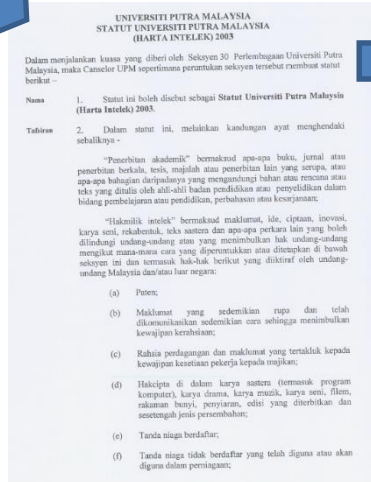 UNIVERSITI PUTRA MALAYSIA
STATUT UNIVERSITI PUTRA MALAYSIA
(HARTA INTELEK) 2003
Dalam menjalankan kuasa yang diberi oleh Seksyen 30 Perlembagaan Universiti Putra
Malaysia, maka Canselor UPM sepertimana peruntukan seksyen tersebut membuat statut
berikut –
Nama 1. Statut ini boleh disebut sebagai Statut Universiti Putra Malaysia
(Harta Intelek) 2003.
Tafsiran 2. Dalam statut ini, melainkan kandungan ayat menghendaki
sebaliknya -
"Penerbitan akademik" bermaksud apa-apa buku, jurnal atau
penerbitan berkala, tesis, majalah atau penerbitan lain yang serupa, atau
apa-apa bahagian daripadanya yang mengandungi bahan atau rencana atau
teks yang ditulis oleh ahli-ahli badan pendidikan atau penyelidikan dalam
bidang pembelajaran atau pendidikan, perbahasan atau kesarjanaan;
"Hakmilik intelek" bermaksud maklumat, ide, ciptaan, inovasi,
karya seni, rekabentuk, teks sastera dan apa-apa perkara lain yang boleh
dilindungi undang-undang atau yang menimbulkan hak undang-undang
mengikut mana-mana cara yang diperuntukkan atau ditetapkan di bawah
seksyen ini dan termasuk hak-hak berikut yang diiktiraf oleh undang-
undang Malaysia dan/atau luar negara:
(a) Paten;
(b) Maklumat yang sedemikian rupa dan telah
dikomunikasikan sedemikian cara sehingga menimbulkan
kewajipan kerahsiaan;
(c) Rahsia perdagangan dan maklumat yang tertakluk kepada
kewajipan kesetiaan pekerja kepada majikan;
(d) Hakcipta di dalam karya sastera (termasuk program
komputer), karya drama, karya muzik, karya seni, filem,
rakaman bunyi, penyiaran, edisi yang diterbitkan dan
sesetengah jenis persembahan;
(e) Tanda niaga berdaftar;
(f) Tanda niaga tidak berdaftar yang telah diguna atau akan
diguna dalam perniagaan;